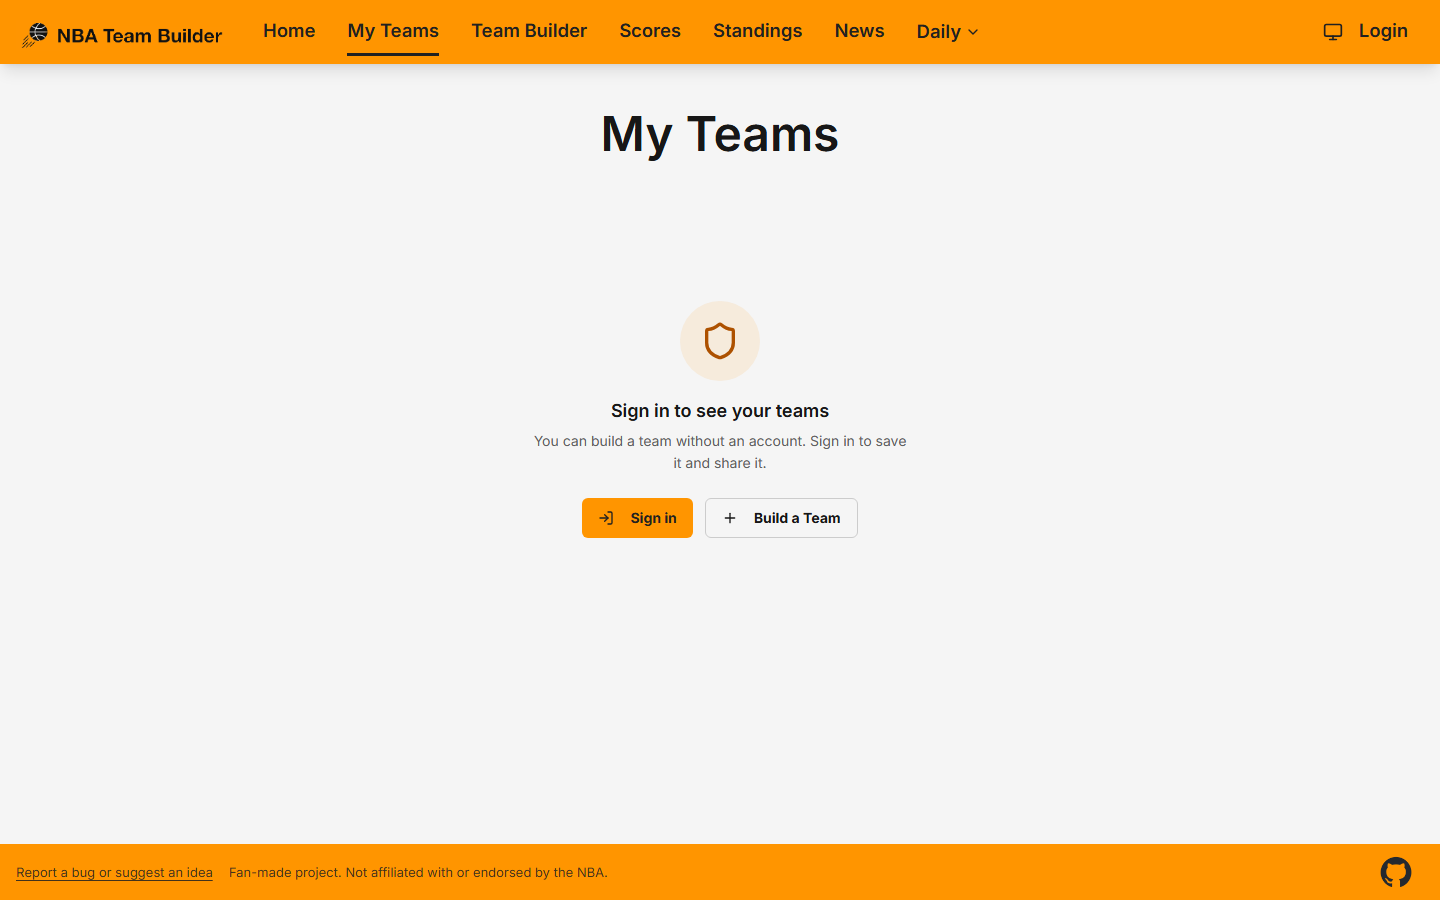 NBA Team Builder
Home
My Teams
Team Builder
Scores
Standings
News
Daily
Login
My Teams
Sign in to see your teams
You can build a team without an account. Sign in to save
it and share it.
Sign in
Build a Team
Report a bug or suggest an idea
Fan-made project. Not affiliated with or endorsed by the NBA.